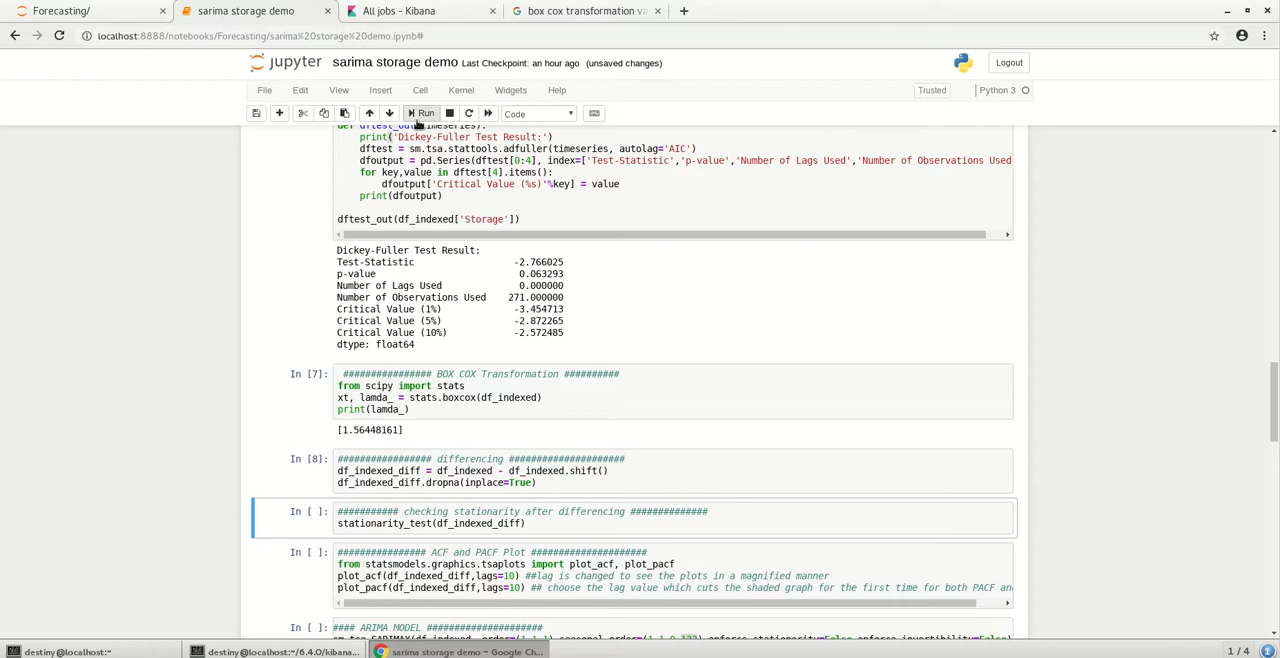 Forecasting/
sarima storage demo
All jobs - Kibana
box cox transformation va
localhost:8888/notebooks/Forecasting/sarima%20storage%20demo.ipynb#
jupyter sarima storage demo Last Checkpoint: an hour ago (unsaved changes)
Logout
File Edit View Insert Cell Kernel Widgets Help
Trusted Python 3
Run
Code
print('Dickey-Fuller Test Result:')
dftest = sm.tsa.stattools.adfuller(timeseries, autolag='AIC')
dfoutput = pd.Series(dftest[0:4], index=['Test-Statistic','p-value','Number of Lags Used','Number of Observations Used
for key,value in dftest[4].items():
dfoutput['Critical Value (%s)'%key] = value
print(dfoutput)
dftest_out(df_indexed['Storage'])
Dickey-Fuller Test Result:
Test-Statistic -2.766025
p-value 0.063293
Number of Lags Used 0.000000
Number of Observations Used 271.000000
Critical Value (1%) -3.454713
Critical Value (5%) -2.872265
Critical Value (10%) -2.572485
dtype: float64
In [7]: ################ BOX COX Transformation ##########
from scipy import stats
xt, lamda_ = stats.boxcox(df_indexed)
print(lamda_)
[1.56448161]
In [8]: ################# differencing #####################
df_indexed_diff = df_indexed - df_indexed.shift()
df_indexed_diff.dropna(inplace=True)
In [ ]: ########### checking stationarity after differencing ##############
stationarity_test(df_indexed_diff)
In [ ]: ################ ACF and PACF Plot #####################
from statsmodels.graphics.tsaplots import plot_acf, plot_pacf
plot_acf(df_indexed_diff,lags=10) ##lag is changed to see the plots in a magnified manner
plot_pacf(df_indexed_diff,lags=10) ## choose the lag value which cuts the shaded graph for the first time for both PACF an
In [ ]: #### ARIMA MODEL #####################
destiny@localhost:~
destiny@localhost:~/6.4.0/kibana...
sarima storage demo - Google Ch...
1 / 4